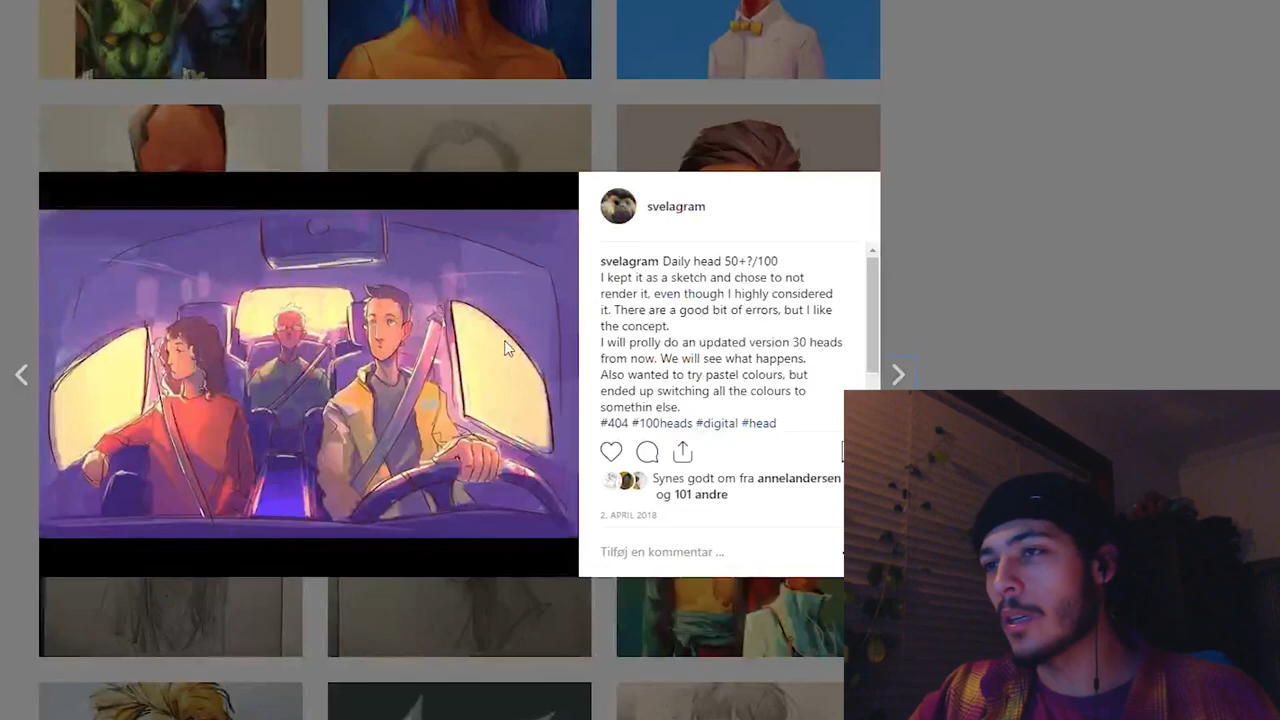 svelagram
svelagram Daily head 50+?/100
I kept it as a sketch and chose to not
render it, even though I highly considered
it. There are a good bit of errors, but I like
the concept.
I will prolly do an updated version 30 heads
from now. We will see what happens.
Also wanted to try pastel colours, but
ended up switching all the colours to
somethin else.
#404 #100heads #digital #head
Synes godt om fra annelandersen
og 101 andre
2. APRIL 2018
Tilføj en kommentar ...